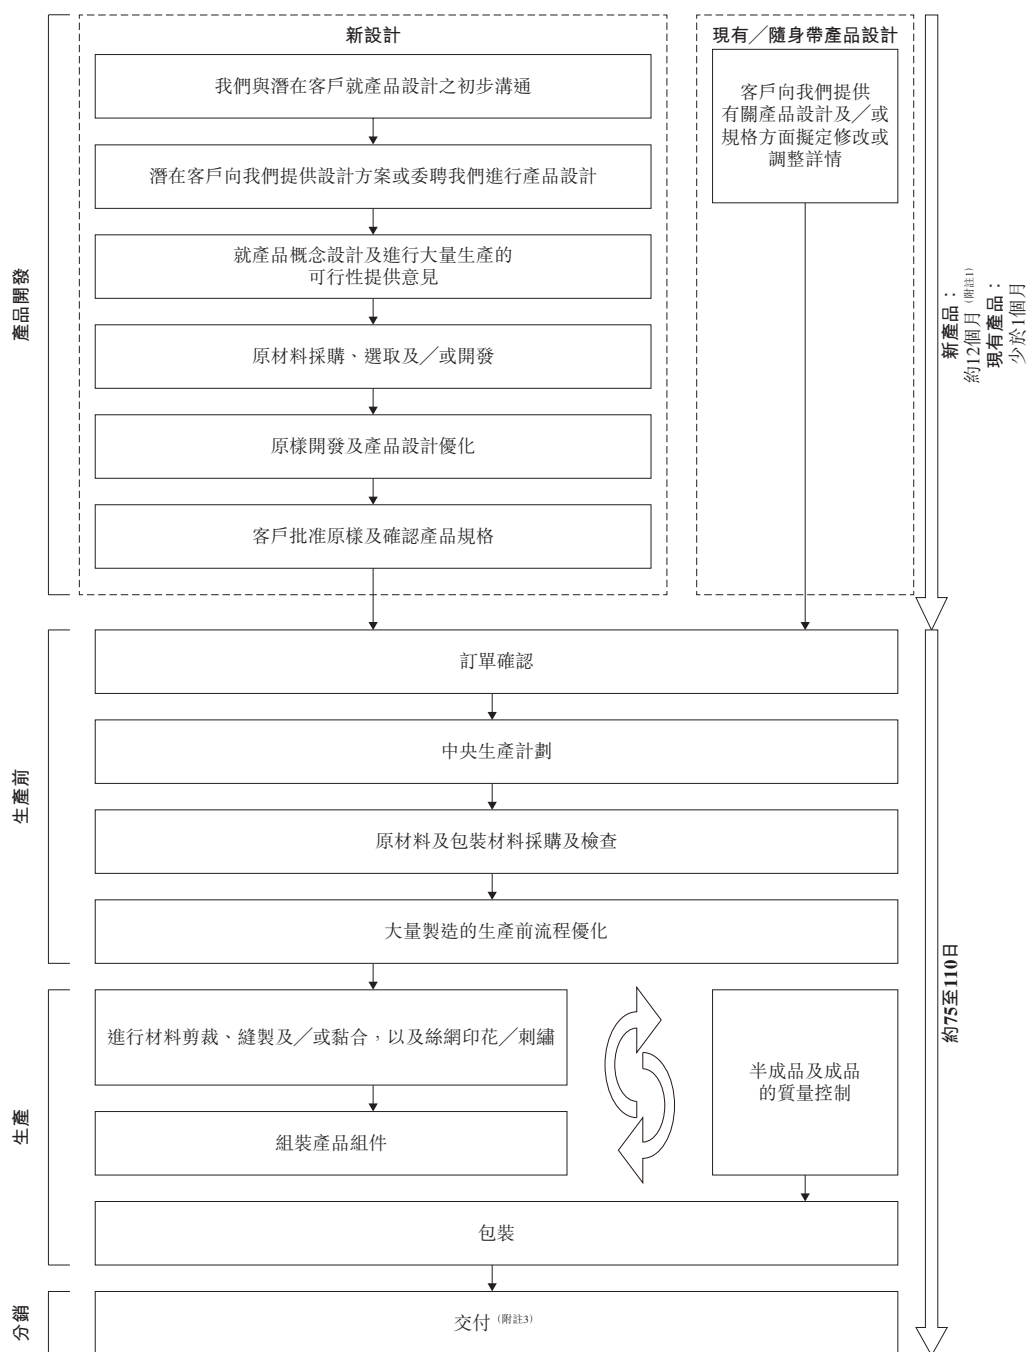 產品開發
新設計
我們與潛在客戶就產品設計之初步溝通
潛在客戶向我們提供設計方案或委聘我們進行產品設計
就產品概念設計及進行大量生產的
可行性提供意見
原材料採購、選取及╱或開發
原樣開發及產品設計優化
客戶批准原樣及確認產品規格
現有╱隨身帶產品設計
客戶向我們提供
有關產品設計及╱或
規格方面擬定修改或
調整詳情
新產品：
約12個月（附註1）
現有產品：
少於1個月
生產前
訂單確認
中央生產計劃
原材料及包裝材料採購及檢查
大量製造的生產前流程優化
生產
進行材料剪裁、縫製及╱或黏合，以及絲網印花╱刺繡
組裝產品組件
半成品及成品
的質量控制
包裝
約75至110日
分銷
交付（附註3）